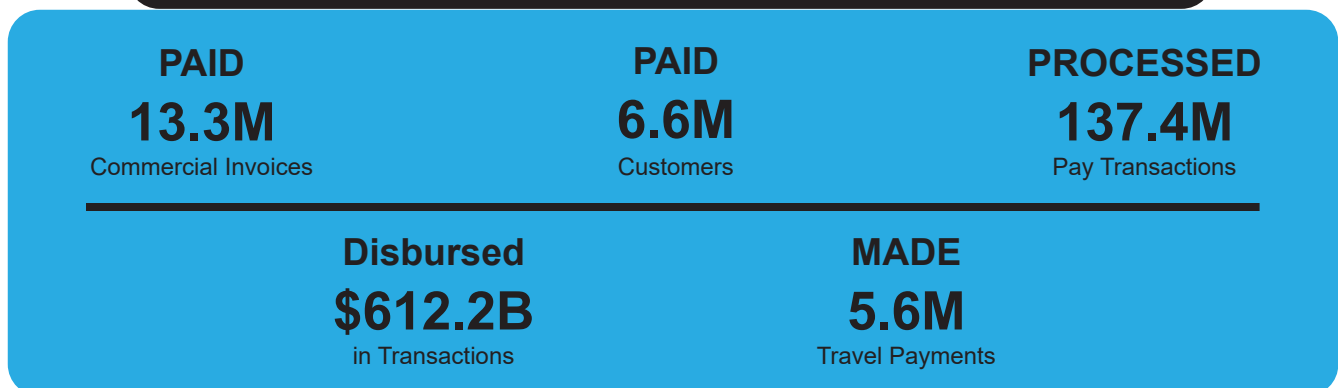 PAID
13.3M
Commercial Invoices
PAID
6.6M
Customers
PROCESSED
137.4M
Pay Transactions
Disbursed
$612.2B
in Transactions
MADE
5.6M
Travel Payments